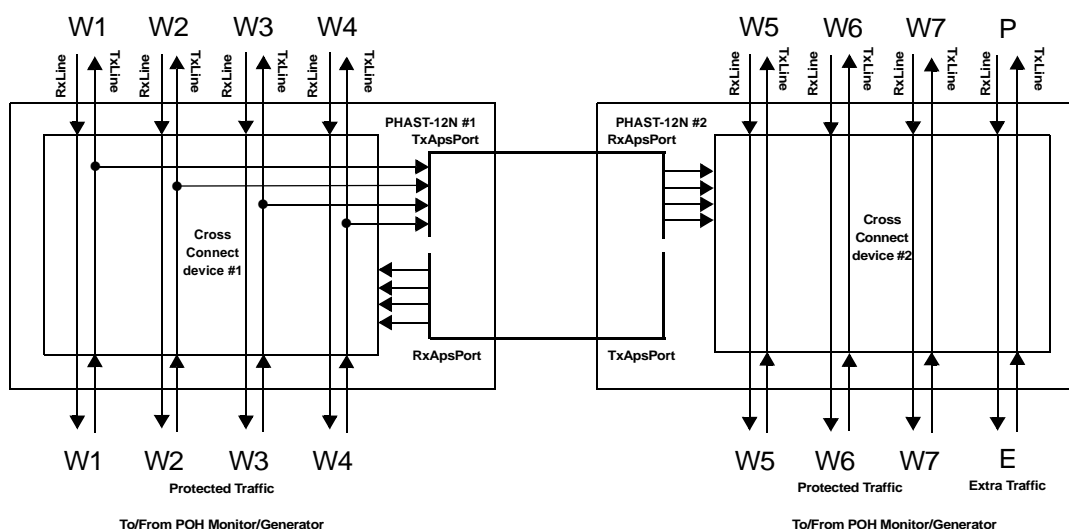 W1 W2 W3 W4 W5 W6 W7 P
RxLine TxLine RxLine TxLine RxLine TxLine RxLine TxLine RxLine TxLine RxLine TxLine RxLine TxLine RxLine TxLine
PHAST-12N #1
TxApsPort
PHAST-12N #2
RxApsPort
Cross
Connect
device #1
Cross
Connect
device #2
RxApsPort
TxApsPort
W1 W2 W3 W4 W5 W6 W7 E
Protected Traffic
Protected Traffic
Extra Traffic
To/From POH Monitor/Generator
To/From POH Monitor/Generator